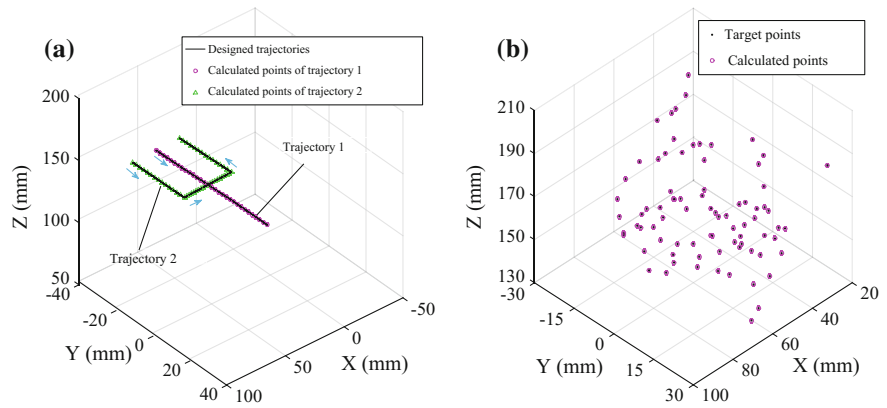 (a)
Designed trajectories
Calculated points of trajectory 1
Calculated points of trajectory 2
200
150
100
50
Z (mm)
Trajectory 1
Trajectory 2
-40
-20
0
20
40
Y (mm)
100
50
0
-50
X (mm)
(b)
Target points
Calculated points
210
190
170
150
130
Z (mm)
-30
-15
0
15
30
Y (mm)
100
80
60
40
20
X (mm)